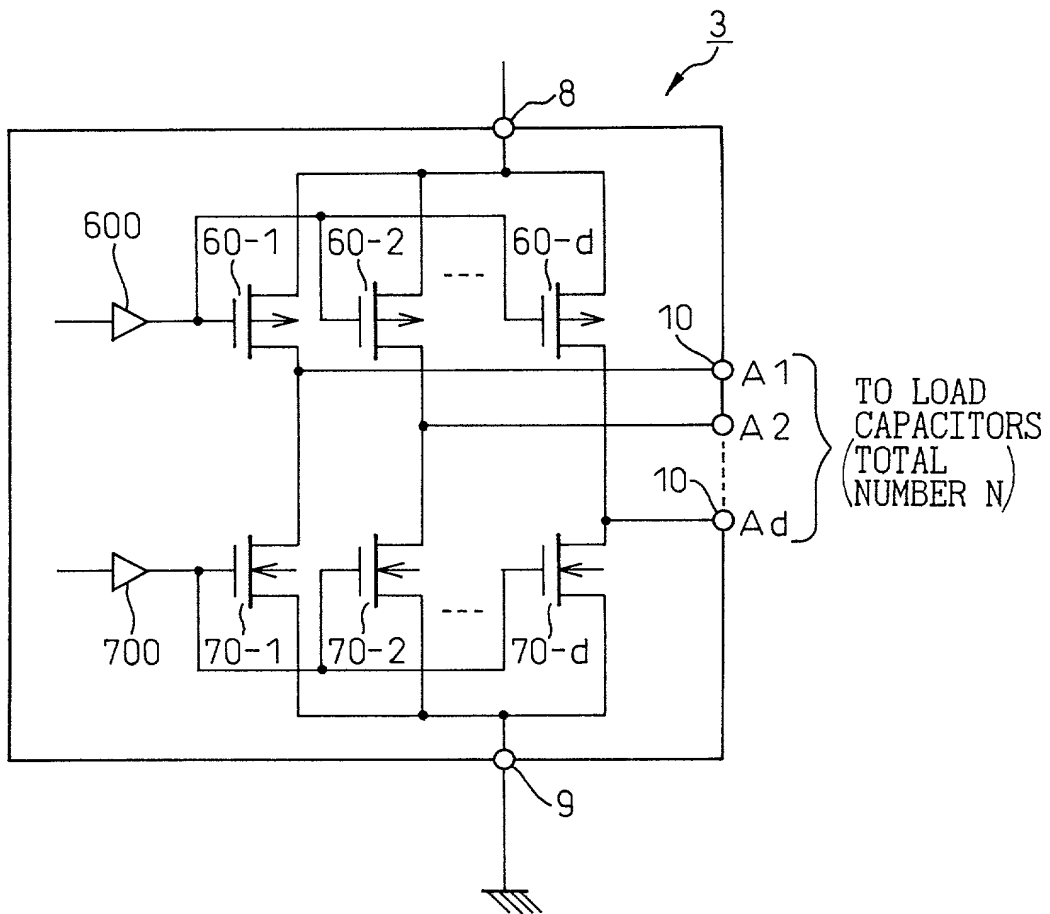 3
8
600
60-1
60-2
60-d
10
A1
TO LOAD
CAPACITORS
A2
(TOTAL
NUMBER N)
10
Ad
700
70-1
70-2
70-d
9